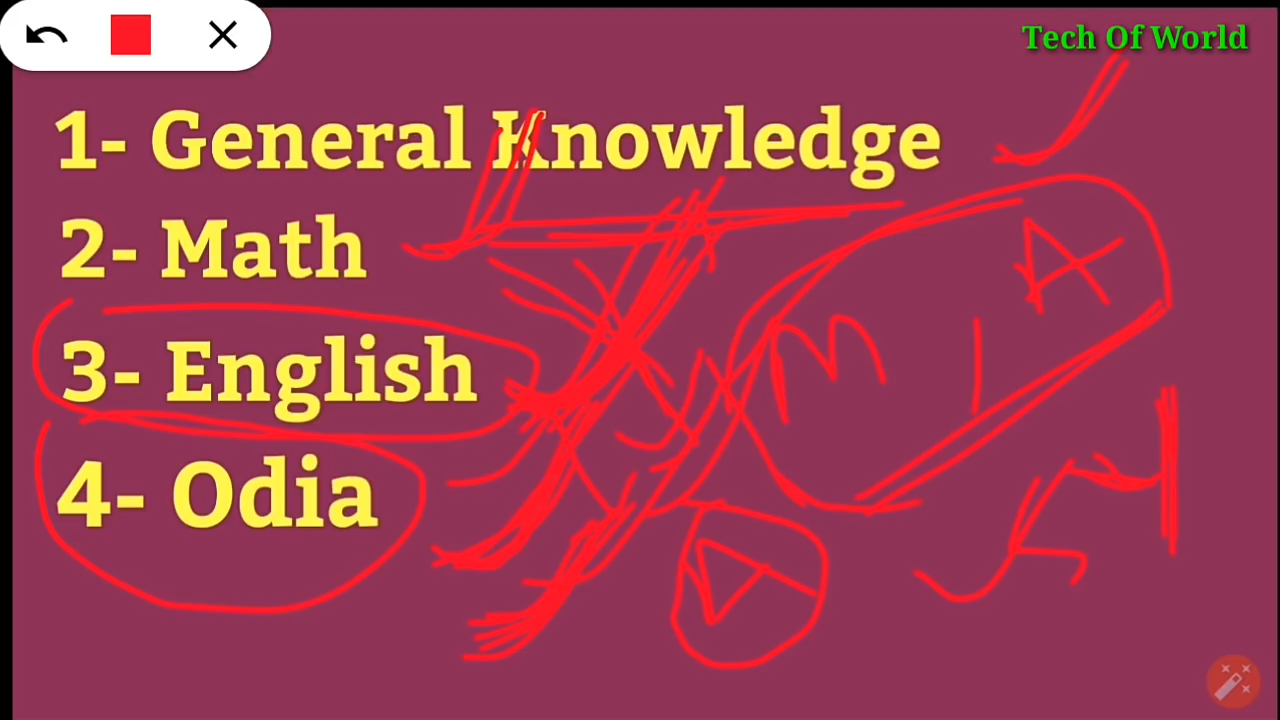 Tech Of World
1- General Knowledge
2- Math
3- English
4- Odia